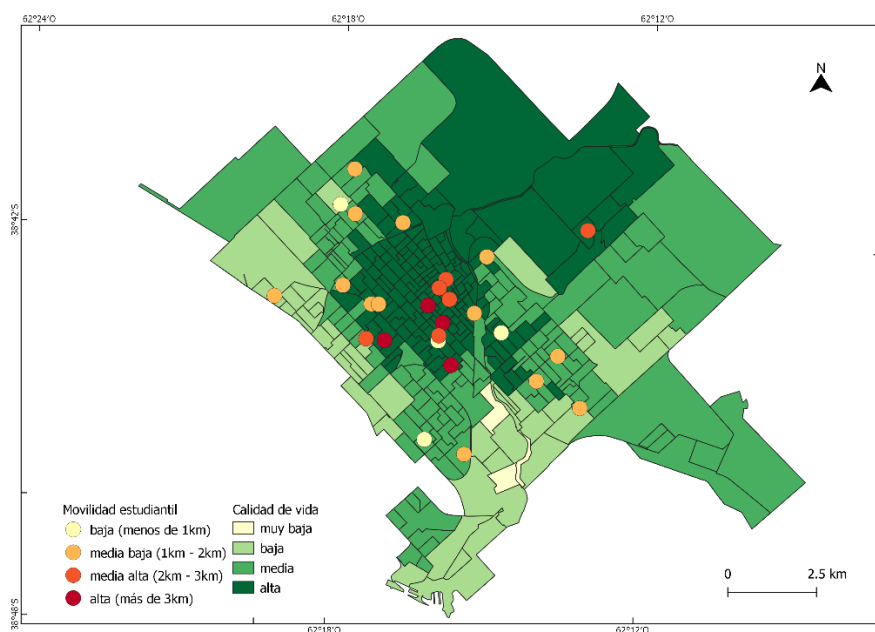 62°24'O
62°18'O
62°12'O
N
38°42'S
38°48'S
Movilidad estudiantil
baja (menos de 1km)
media baja (1km - 2km)
media alta (2km - 3km)
alta (más de 3km)
Calidad de vida
muy baja
baja
media
alta
0
2.5 km
62°18'O
62°12'O